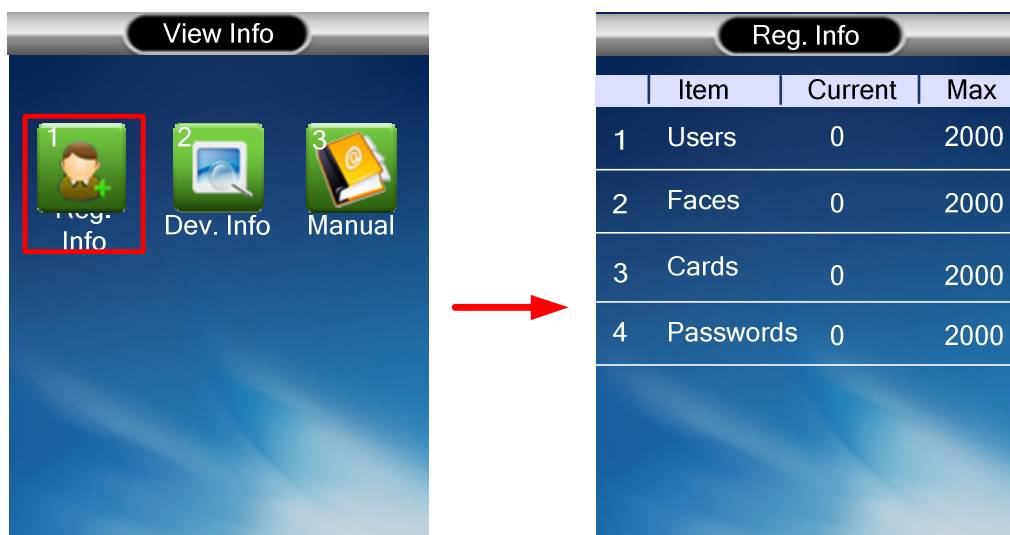 View Info
1 2 3
Reg. Dev. Info Manual
Info
Reg. Info
Item Current Max
1 Users 0 2000
2 Faces 0 2000
3 Cards 0 2000
4 Passwords 0 2000